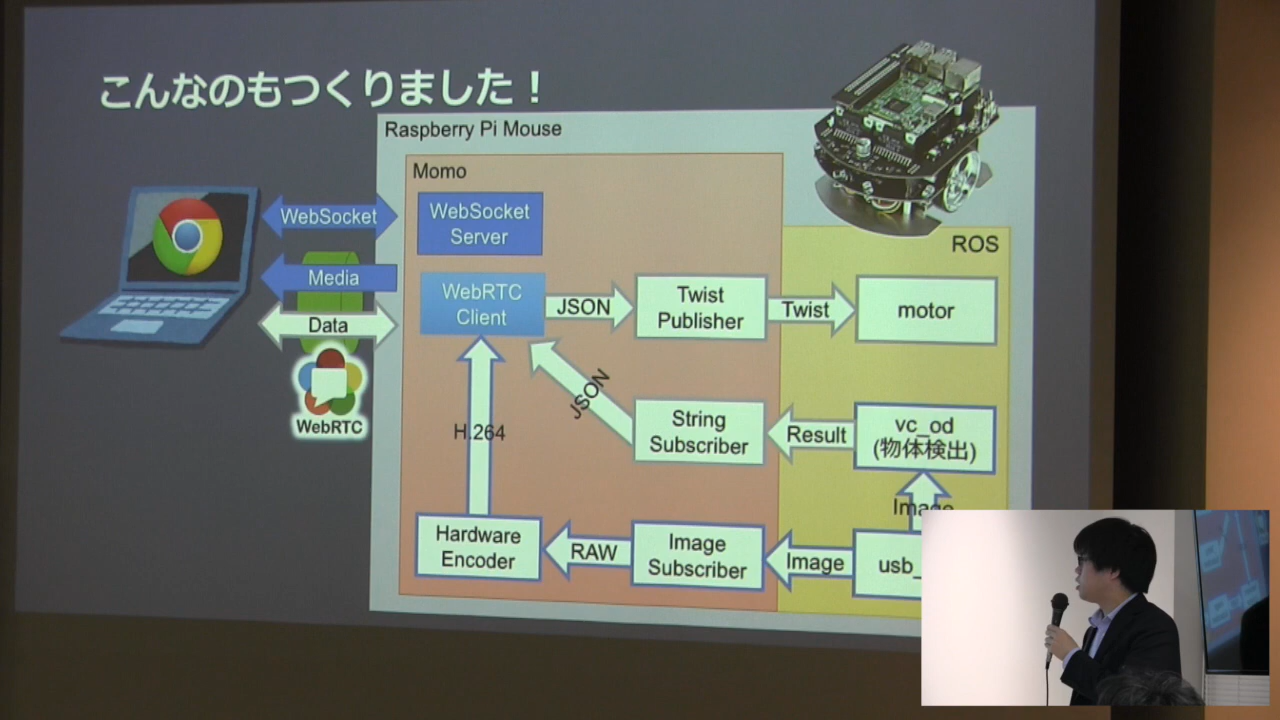 こんなのもつくりました！
Raspberry Pi Mouse
Momo
WebSocket
WebSocket
Server
ROS
Media
WebRTC
Client
JSON
Twist
Publisher
Twist
motor
Data
JSON
WebRTC
H.264
String
Subscriber
Result
vc_od
(物体検出)
Image
Hardware
Encoder
RAW
Image
Subscriber
Image
usb_